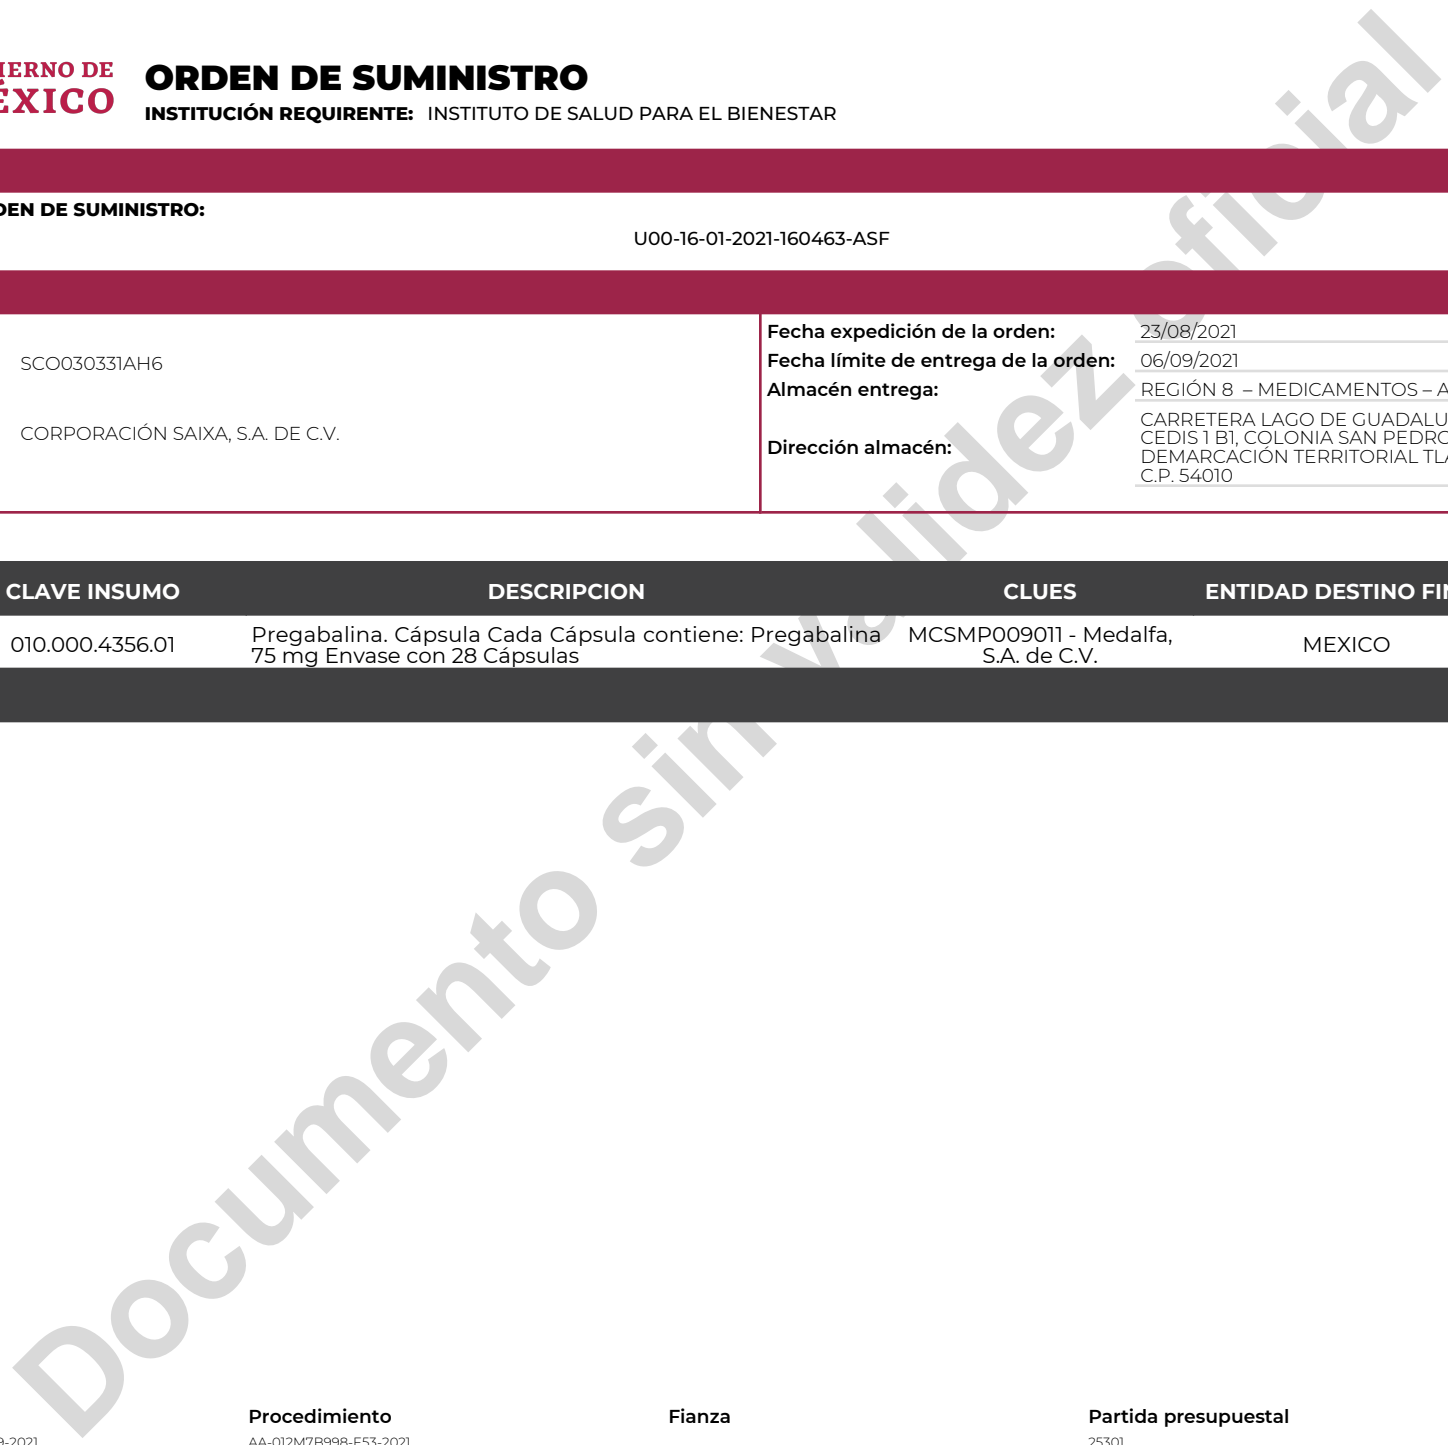 IERNO DE
ÉXICO
ORDEN DE SUMINISTRO
INSTITUCIÓN REQUIRENTE: INSTITUTO DE SALUD PARA EL BIENESTAR
DEN DE SUMINISTRO:
U00-16-01-2021-160463-ASF
SCO030331AH6
CORPORACIÓN SAIXA, S.A. DE C.V.
Fecha expedición de la orden: 23/08/2021
Fecha límite de entrega de la orden: 06/09/2021
Almacén entrega: REGIÓN 8 – MEDICAMENTOS – A
Dirección almacén:
CARRETERA LAGO DE GUADALU
CEDIS 1 B1, COLONIA SAN PEDRO
DEMARCACIÓN TERRITORIAL TLA
C.P. 54010
CLAVE INSUMO DESCRIPCION CLUES ENTIDAD DESTINO FIN
010.000.4356.01
Pregabalina. Cápsula Cada Cápsula contiene: Pregabalina
75 mg Envase con 28 Cápsulas
MCSMP009011 - Medalfa,
S.A. de C.V.
MEXICO
Documento sin validez oficial
Procedimiento Fianza Partida presupuestal
9-2021 AA-012M7B998-E53-2021 25301